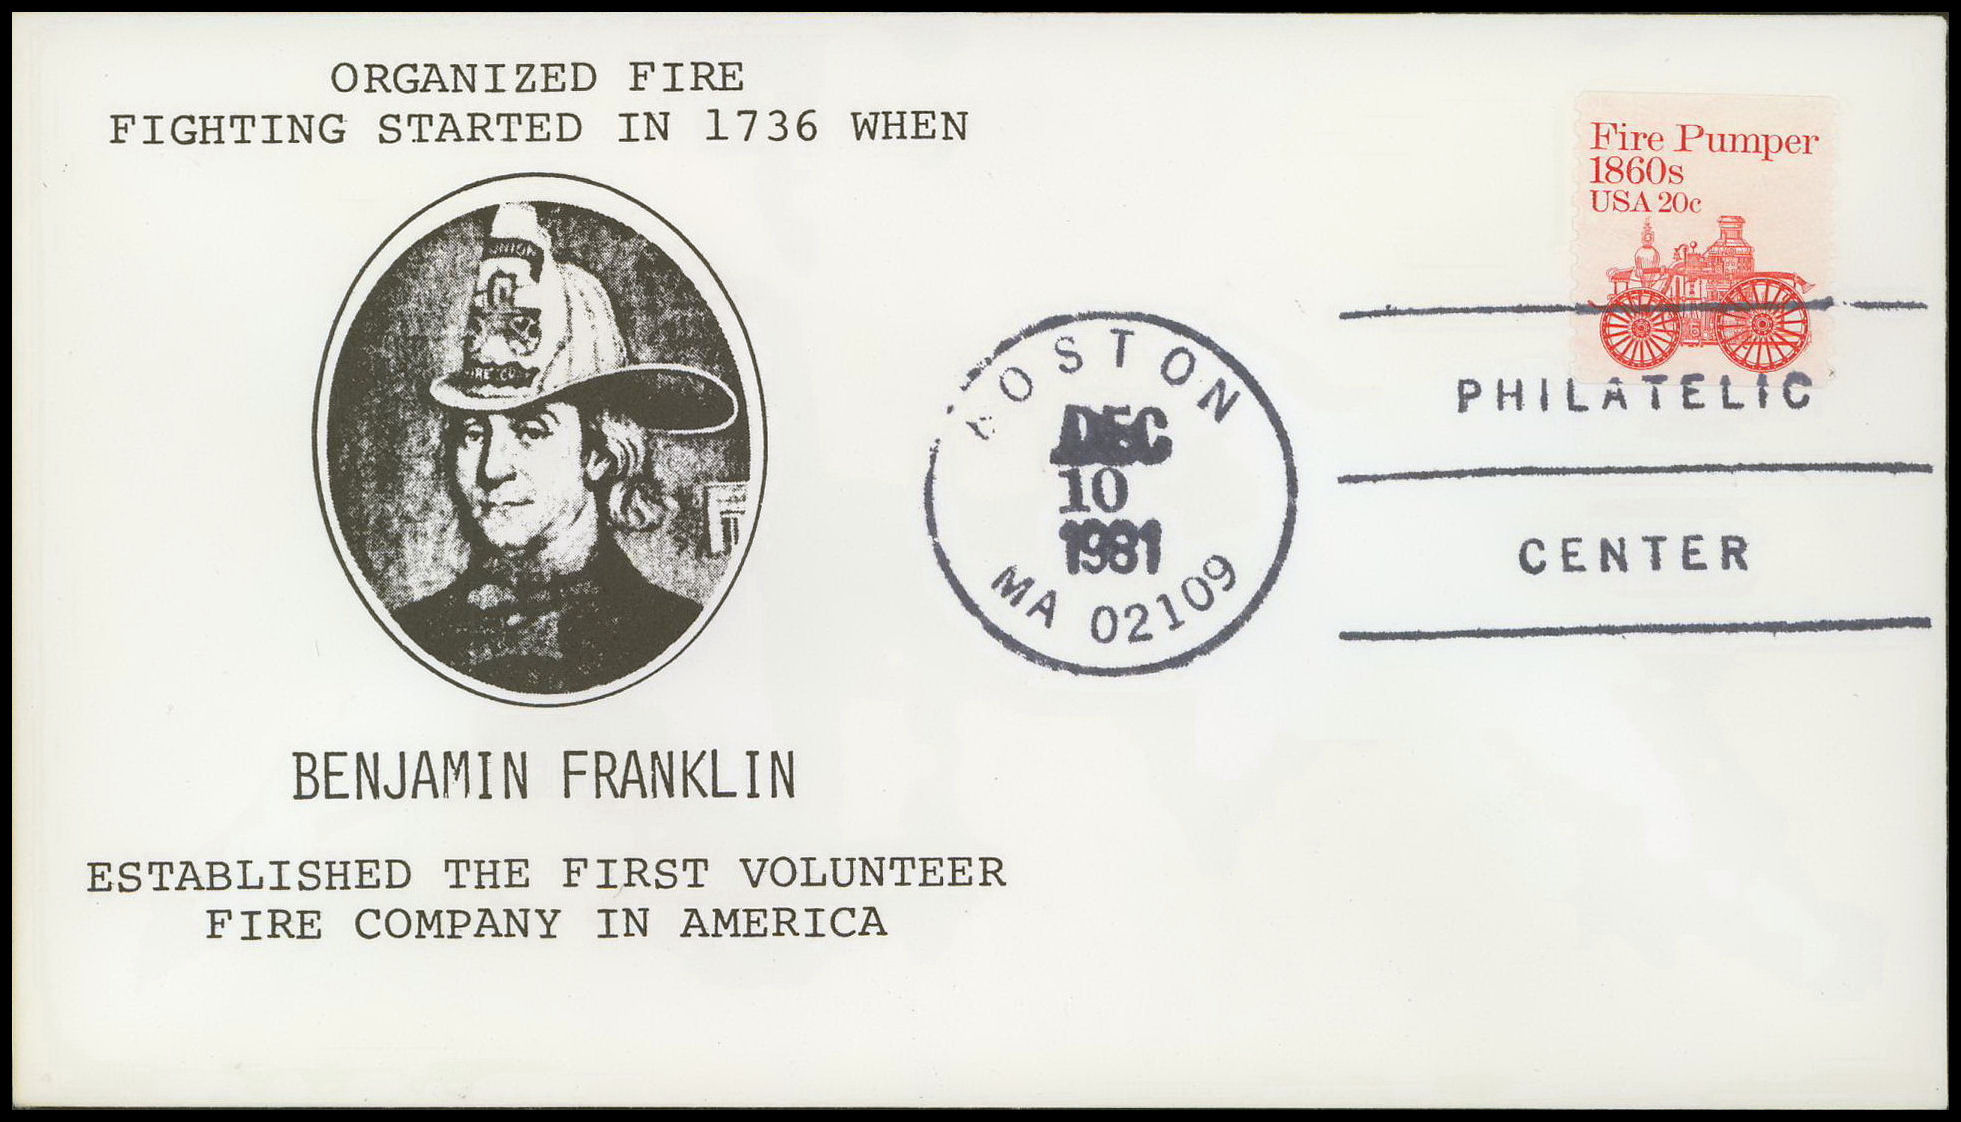 ORGANIZED FIRE
FIGHTING STARTED IN 1736 WHEN
BENJAMIN FRANKLIN
ESTABLISHED THE FIRST VOLUNTEER
FIRE COMPANY IN AMERICA
Fire Pumper
1860s
USA 20c
BOSTON
DEC
10
1981
MA 02109
PHILATELIC
CENTER